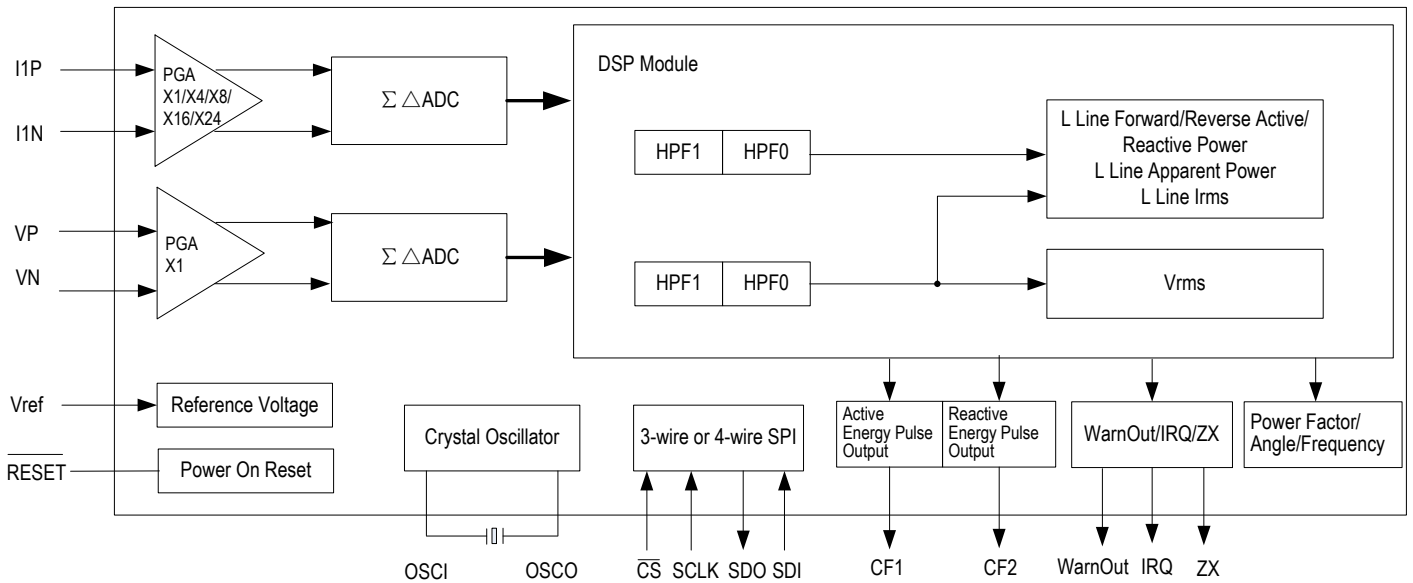 I1P
I1N
PGA
X1/X4/X8/
X16/X24
Σ △ADC
DSP Module
HPF1
HPF0
L Line Forward/Reverse Active/
Reactive Power
L Line Apparent Power
L Line Irms
VP
VN
PGA
X1
Σ △ADC
HPF1
HPF0
Vrms
Vref
Reference Voltage
RESET
Power On Reset
Crystal Oscillator
3-wire or 4-wire SPI
Active
Energy Pulse
Output
Reactive
Energy Pulse
Output
WarnOut/IRQ/ZX
Power Factor/
Angle/Frequency
OSCI
OSCO
CS
SCLK
SDO
SDI
CF1
CF2
WarnOut
IRQ
ZX